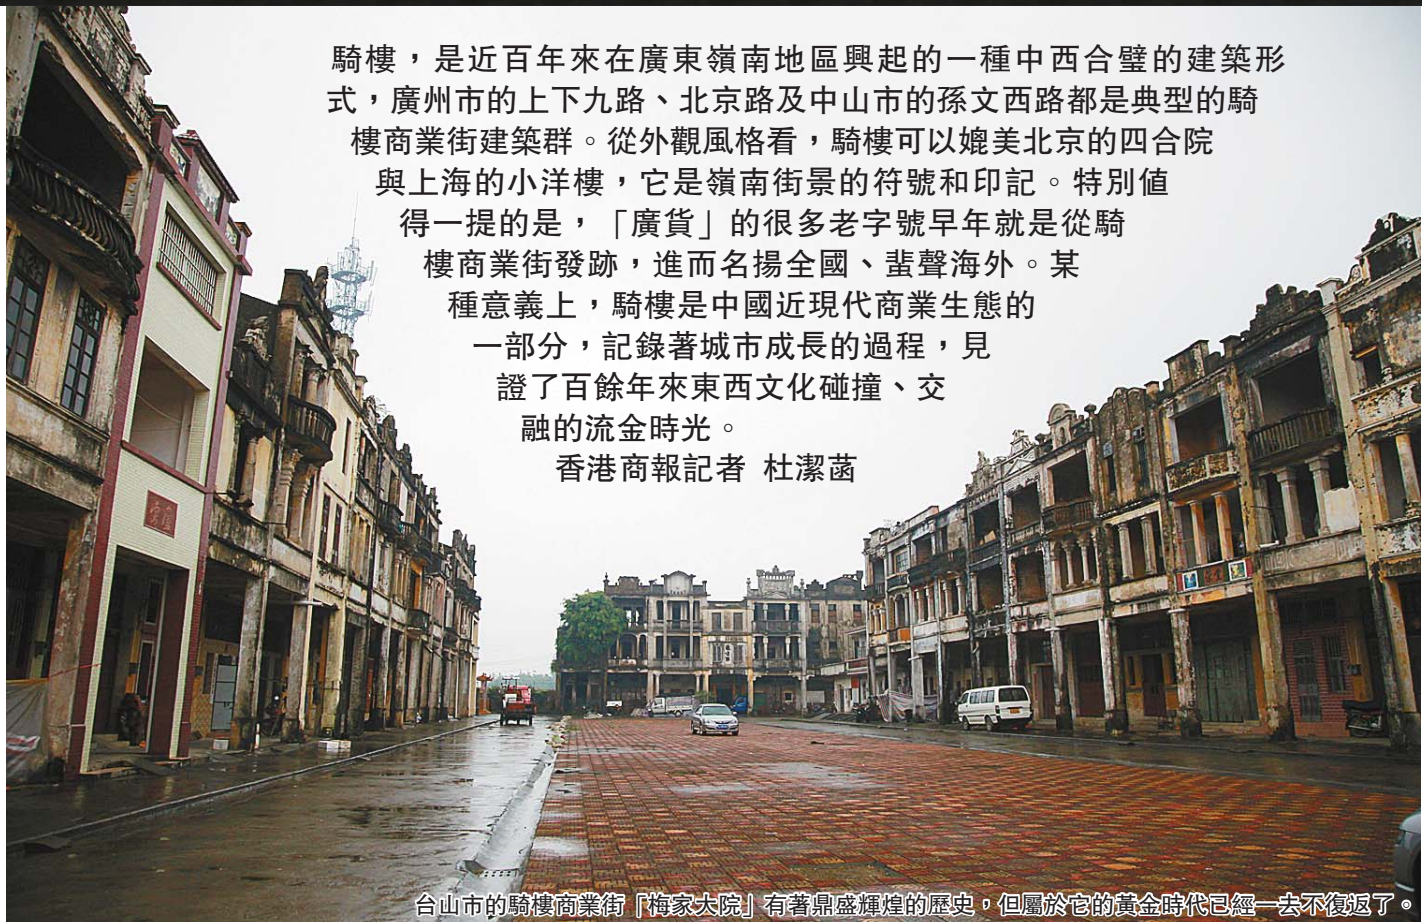 騎樓，是近百年來在廣東嶺南地區興起的一種中西合璧的建築形
式，廣州市的上下九路、北京路及中山市的孫文西路都是典型的騎
樓商業街建築群。從外觀風格看，騎樓可以媲美北京的四合院
與上海的小洋樓，它是嶺南街景的符號和印記。特別值
得一提的是，「廣貨」的很多老字號早年就是從騎
樓商業街發跡，進而名揚全國、蜚聲海外。某
種意義上，騎樓是中國近現代商業生態的
一部分，記錄著城市成長的過程，見
證了百餘年來東西文化碰撞、交
融的流金時光。
香港商報記者 杜潔菡
台山市的騎樓商業街「梅家大院」有著鼎盛輝煌的歷史，但屬於它的黃金時代已經一去不復返了。